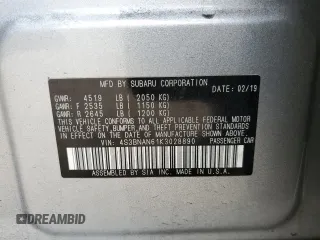 MFD BY SUBARU CORPORATION 02/19
GVWR: 4519 LB ( 2050 KG)
GAWR: F 2535 LB ( 1150 KG)
GAWR: R 2645 LB ( 1200 KG)
THIS VEHICLE CONFORMS TO ALL
APPLICABLE FEDERAL MOTOR VEHICLE
SAFETY, BUMPER, AND THEFT PREVENTION
STANDARDS IN EFFECT ON THE DATE OF
MANUFACTURE SHOWN ABOVE.
VIN: 4S3BNAN61K3028890 PASSENGER CAR
ASSEMBLED BY SIA INC. MADE IN U.S.A.
DREAMBID